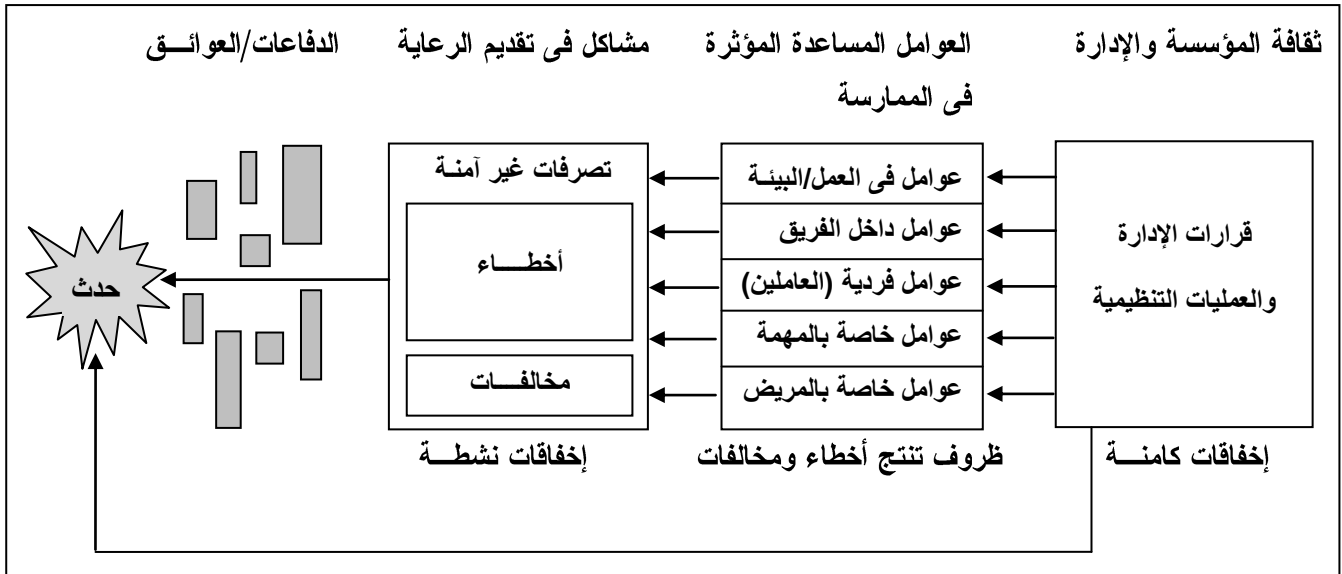 ثقافة المؤسسة والإدارة
العوامل المساعدة المؤثرة
فى الممارسة
مشاكل فى تقديم الرعاية
الدفاعات/العوائـــق
قرارات الإدارة
والعمليات التنظيمية
عوامل فى العمل/البيئـة
عوامل داخل الفريق
عوامل فردية (العاملين)
عوامل خاصة بالمهمة
عوامل خاصة بالمريض
تصرفات غير آمنـة
أخطـــــاء
مخالفـــات
حدث
إخفاقات كامنـــة
ظروف تنتج أخطاء ومخالفات
إخفاقات نشطـــة